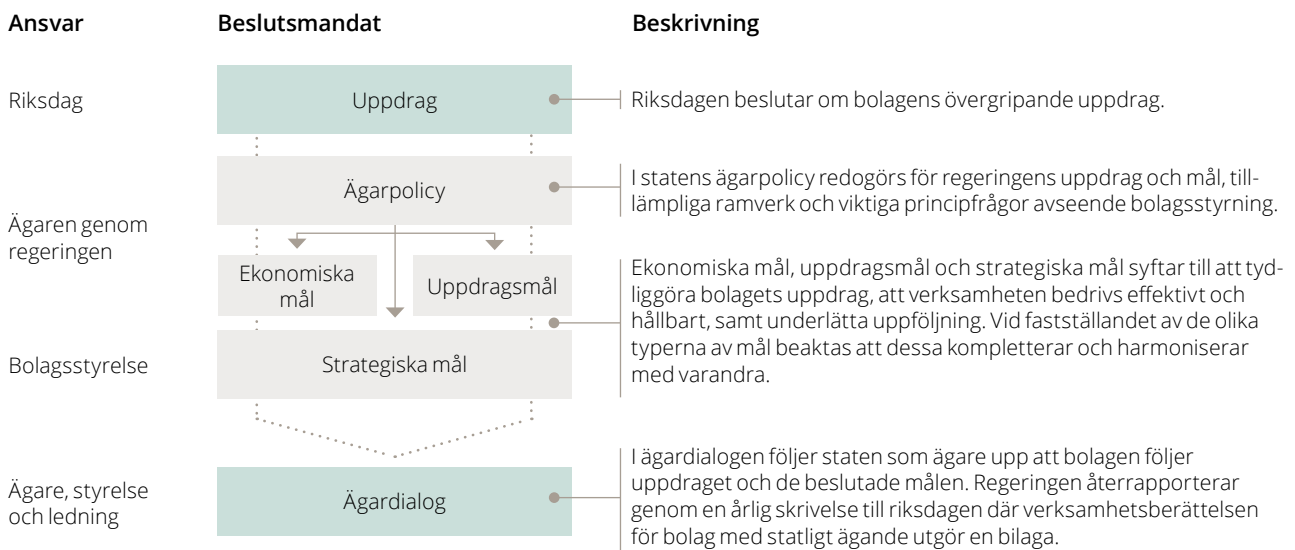 Ansvar
Beslutsmandat
Beskrivning
Riksdag
Uppdrag
Riksdagen beslutar om bolagens övergripande uppdrag.
Ägaren genom
regeringen
Ägarpolicy
I statens ägarpolicy redogörs för regeringens uppdrag och mål, till-
lämpliga ramverk och viktiga principfrågor avseende bolagsstyrning.
Ekonomiska
mål
Uppdragsmål
Ekonomiska mål, uppdragsmål och strategiska mål syftar till att tyd-
liggöra bolagets uppdrag, att verksamheten bedrivs effektivt och
hållbart, samt underlätta uppföljning. Vid fastställandet av de olika
typerna av mål beaktas att dessa kompletterar och harmoniserar
med varandra.
Bolagsstyrelse
Strategiska mål
Ägare, styrelse
och ledning
Ägardialog
I ägardialogen följer staten som ägare upp att bolagen följer
uppdraget och de beslutade målen. Regeringen återrapporterar
genom en årlig skrivelse till riksdagen där verksamhetsberättelsen
för bolag med statligt ägande utgör en bilaga.